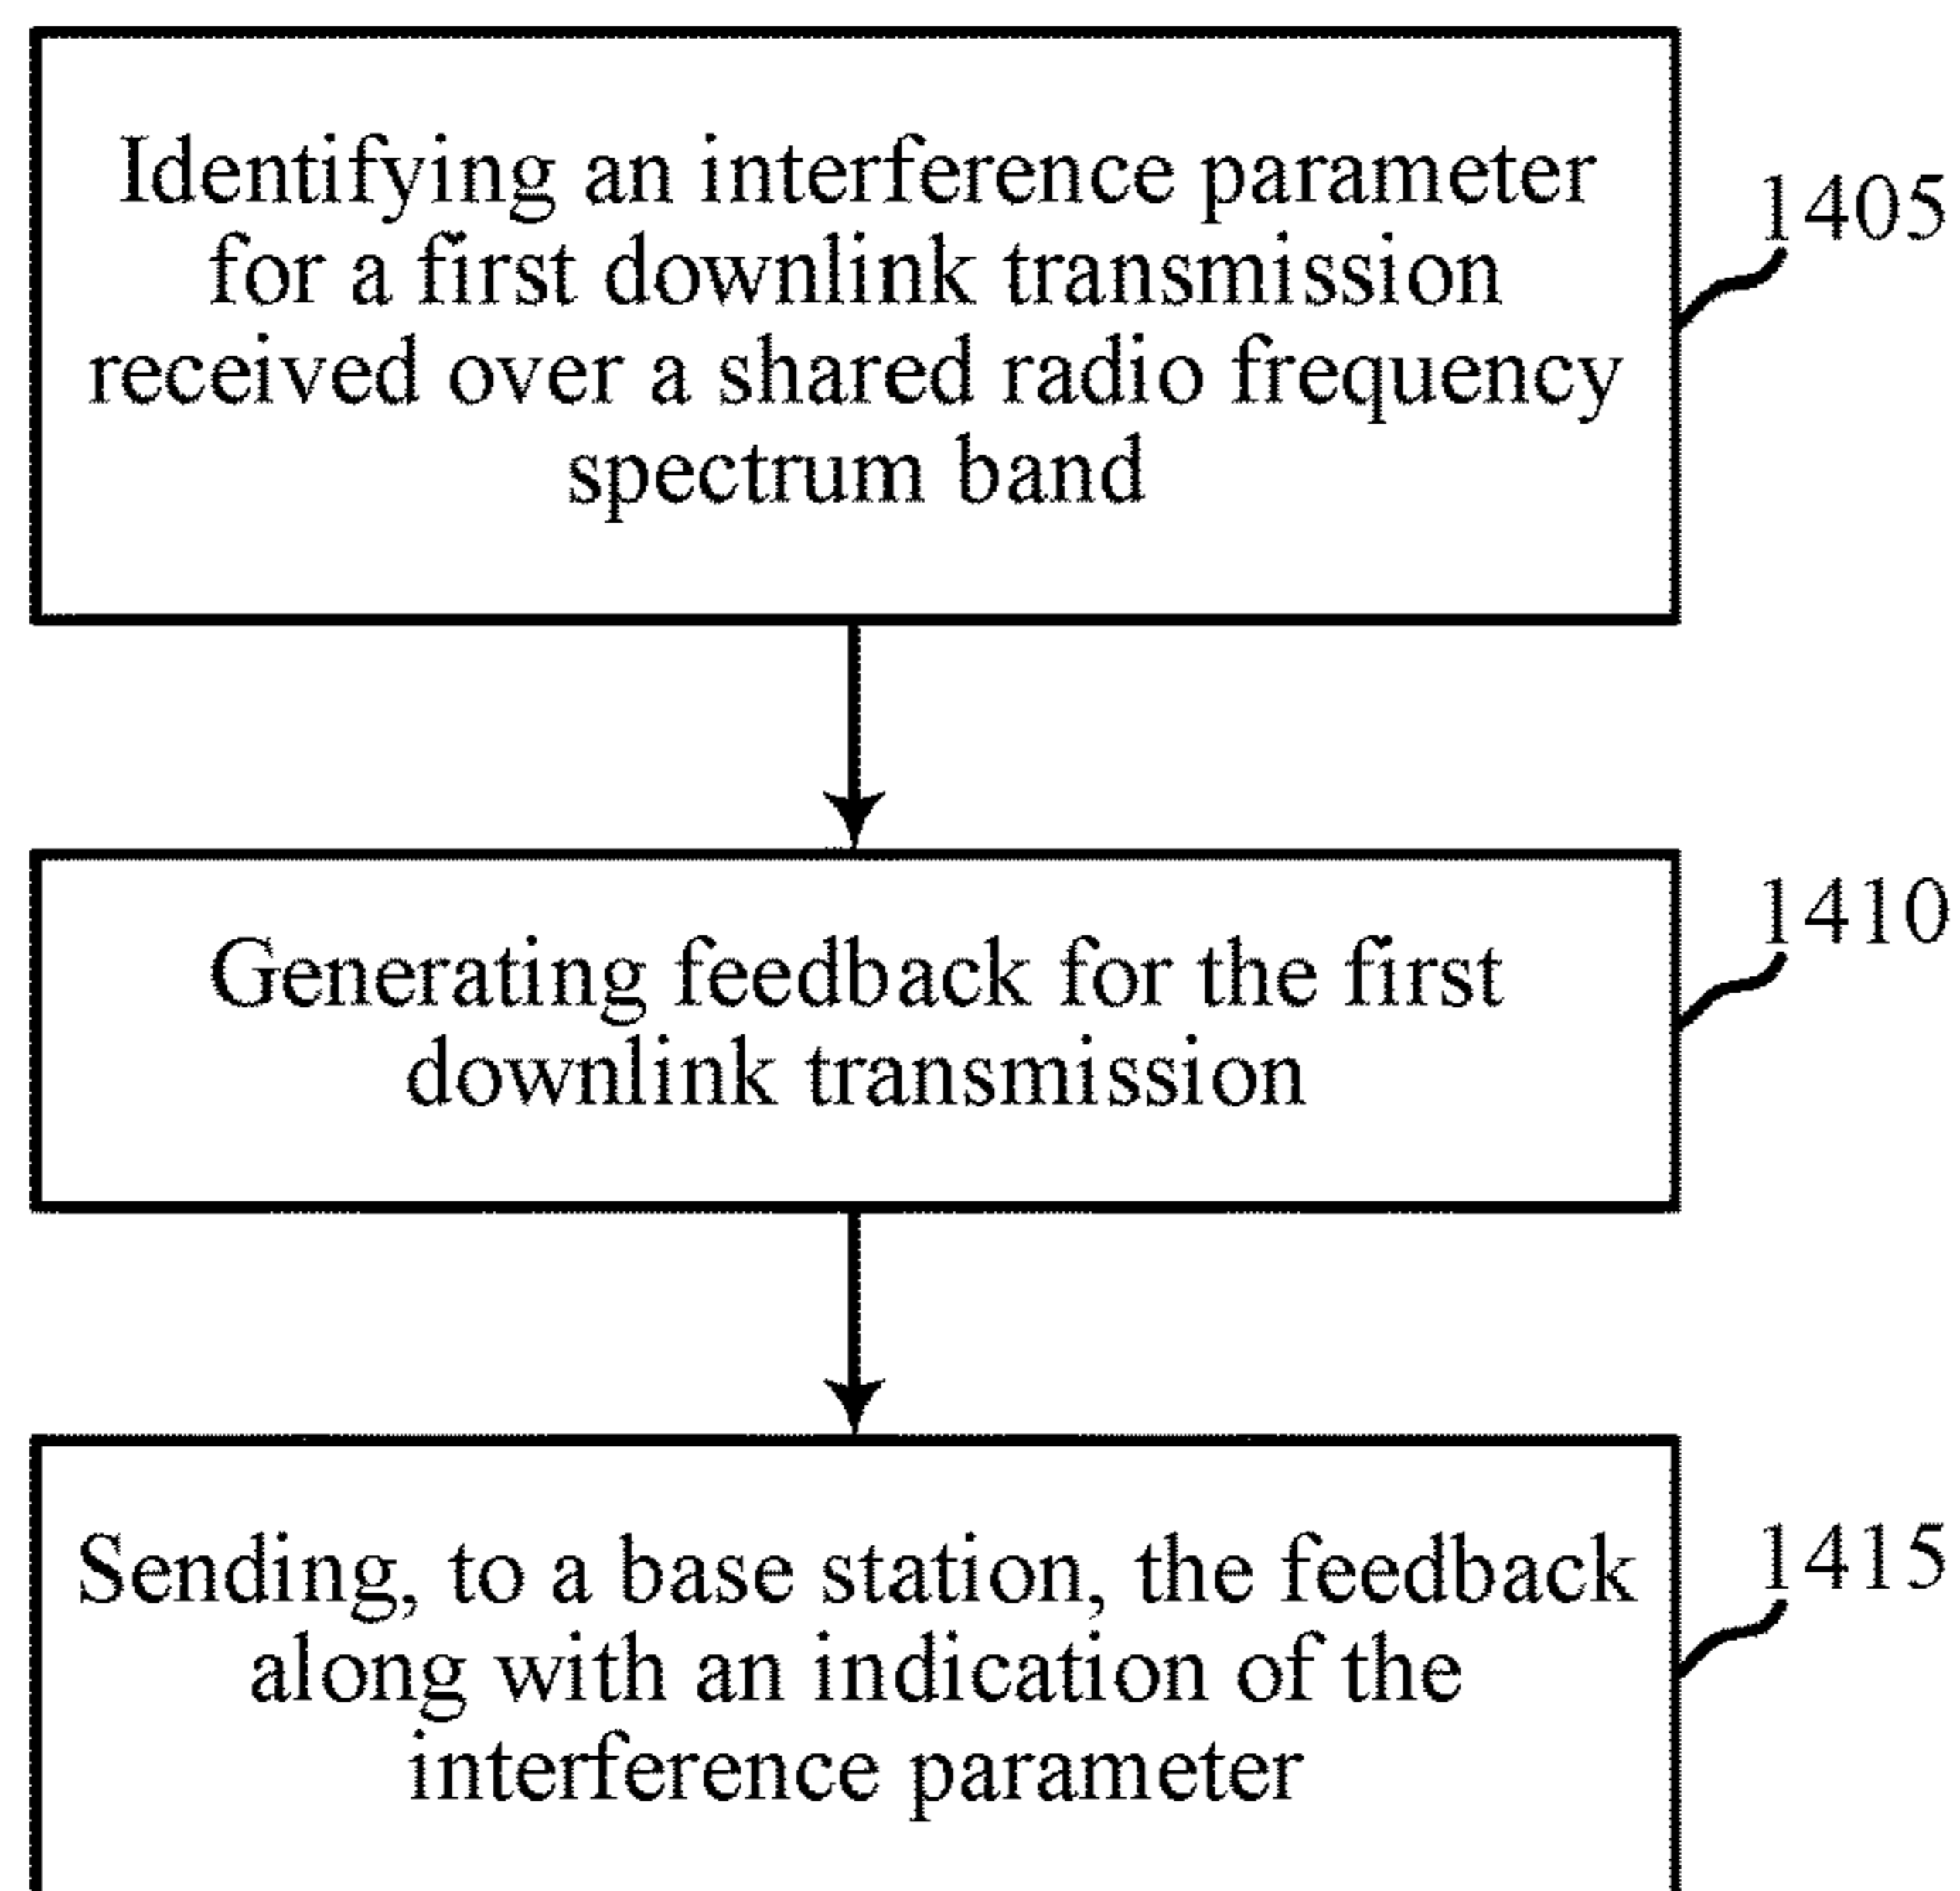 Identifying an interference parameter
for a first downlink transmission
received over a shared radio frequency
spectrum band
1405
Generating feedback for the first
downlink transmission
1410
Sending, to a base station, the feedback
along with an indication of the
interference parameter
1415